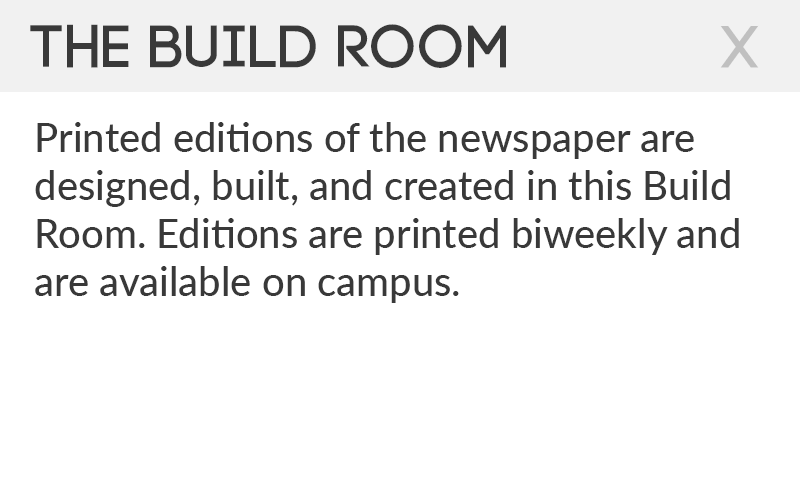 THE BUILD ROOM X
Printed editions of the newspaper are
designed, built, and created in this Build
Room. Editions are printed biweekly and
are available on campus.